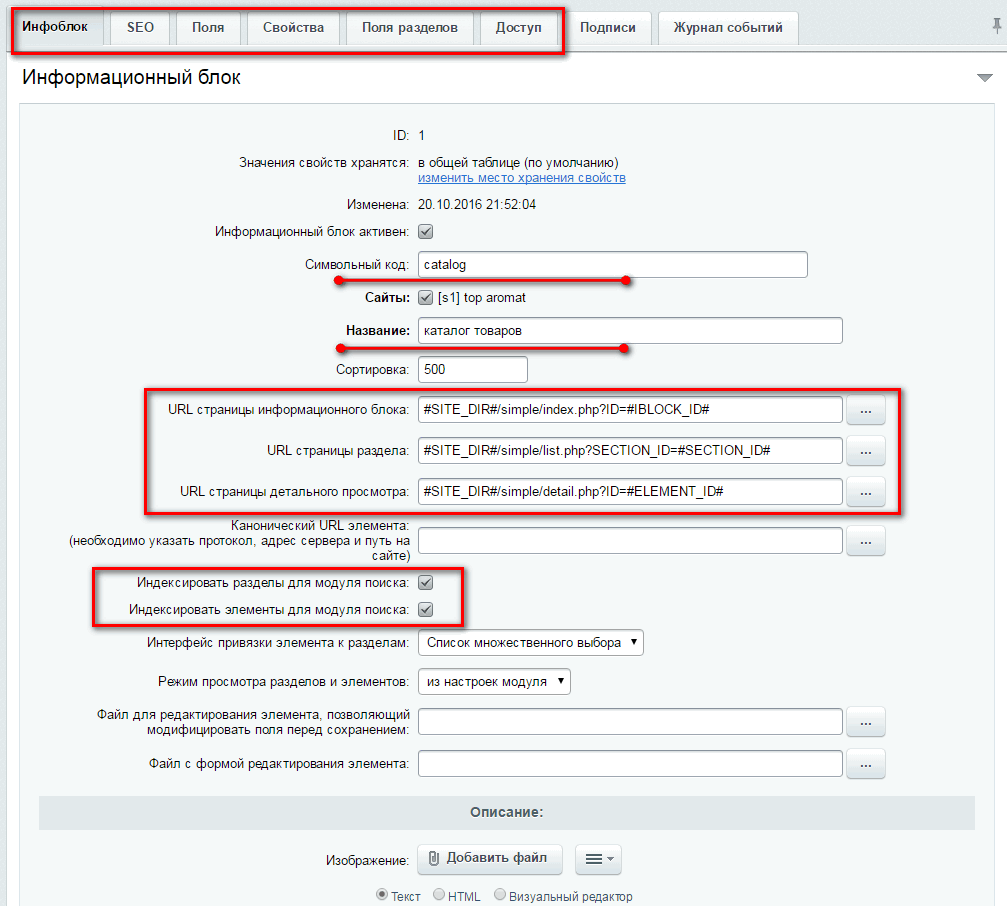 Инфоблок SEO Поля Свойства Поля разделов Доступ Подписи Журнал событий
Информационный блок
ID: 1
Значения свойств хранятся: в общей таблице (по умолчанию)
изменить место хранения свойств
Изменена: 20.10.2016 21:52:04
Информационный блок активен:
Символьный код: catalog
Сайты: [s1] top aromat
Название: каталог товаров
Сортировка: 500
URL страницы информационного блока: #SITE_DIR#/simple/index.php?ID=#IBLOCK_ID# ...
URL страницы раздела: #SITE_DIR#/simple/list.php?SECTION_ID=#SECTION_ID# ...
URL страницы детального просмотра: #SITE_DIR#/simple/detail.php?ID=#ELEMENT_ID# ...
Канонический URL элемента:
(необходимо указать протокол, адрес сервера и путь на ...
сайте)
Индексировать разделы для модуля поиска:
Индексировать элементы для модуля поиска:
Интерфейс привязки элемента к разделам: Список множественного выбора
Режим просмотра разделов и элементов: из настроек модуля
Файл для редактирования элемента, позволяющий
модифицировать поля перед сохранением: ...
Файл с формой редактирования элемента: ...
Описание:
Изображение: Добавить файл
Текст HTML Визуальный редактор